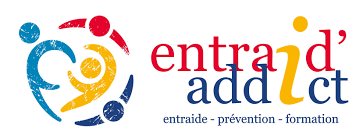 entraid'
addict
entraide - prévention - formation